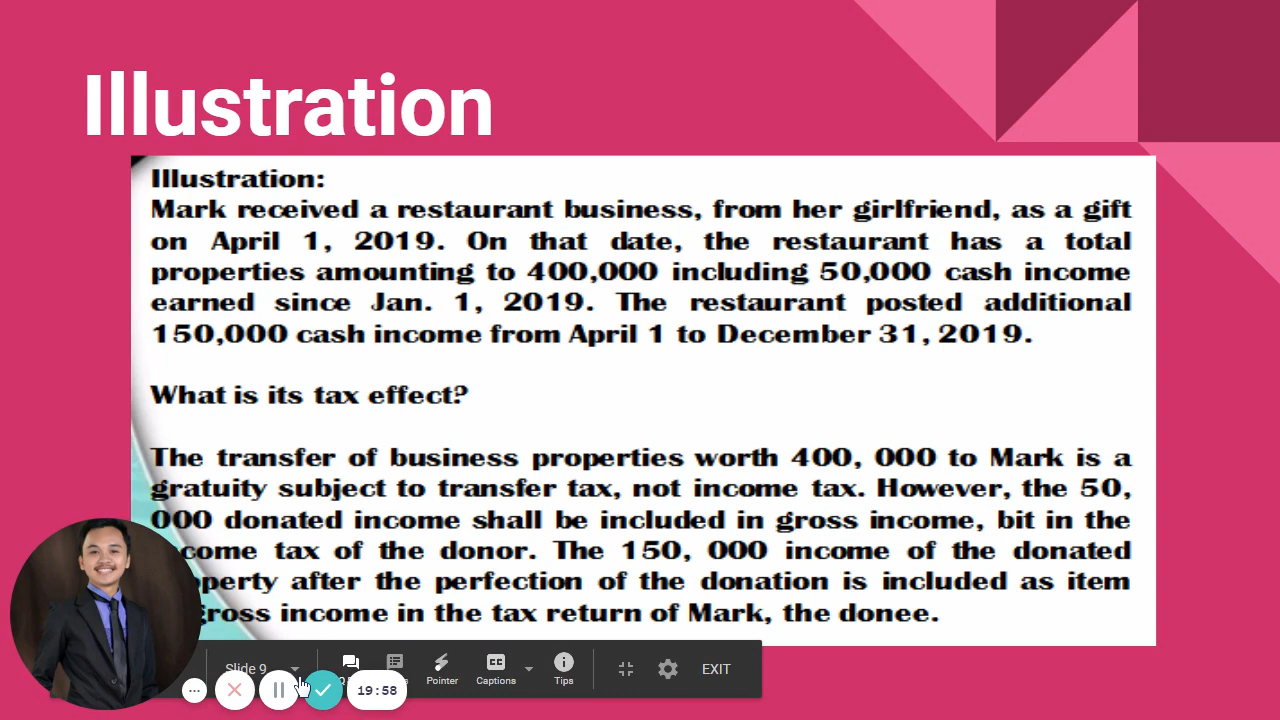 Illustration
Illustration:
Mark received a restaurant business, from her girlfriend, as a gift
on April 1, 2019. On that date, the restaurant has a total
properties amounting to 400,000 including 50,000 cash income
earned since Jan. 1, 2019. The restaurant posted additional
150,000 cash income from April 1 to December 31, 2019.
What is its tax effect?
The transfer of business properties worth 400, 000 to Mark is a
gratuity subject to transfer tax, not income tax. However, the 50,
000 donated income shall be included in gross income, bit in the
come tax of the donor. The 150, 000 income of the donated
perty after the perfection of the donation is included as item
gross income in the tax return of Mark, the donee.
Slide 9
Pointer
Captions
Tips
EXIT
19:58